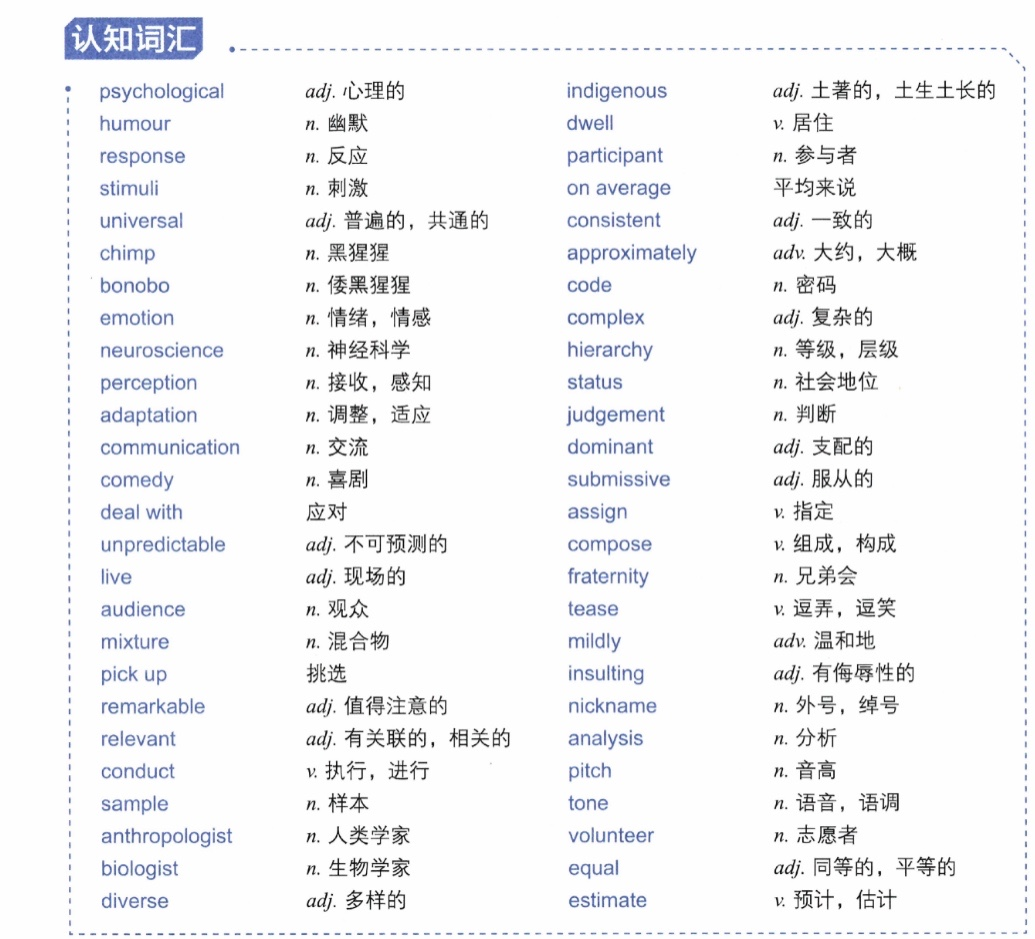 认知词汇
psychological adj. 心理的
humour n. 幽默
response n. 反应
stimuli n. 刺激
universal adj. 普遍的，共通的
chimp n. 黑猩猩
bonobo n. 倭黑猩猩
emotion n. 情绪，情感
neuroscience n. 神经科学
perception n. 接收，感知
adaptation n. 调整，适应
communication n. 交流
comedy n. 喜剧
deal with 应对
unpredictable adj. 不可预测的
live adj. 现场的
audience n. 观众
mixture n. 混合物
pick up 挑选
remarkable adj. 值得注意的
relevant adj. 有关联的，相关的
conduct v. 执行，进行
sample n. 样本
anthropologist n. 人类学家
biologist n. 生物学家
diverse adj. 多样的
indigenous adj. 土著的，土生土长的
dwell v. 居住
participant n. 参与者
on average 平均来说
consistent adj. 一致的
approximately adv. 大约，大概
code n. 密码
complex adj. 复杂的
hierarchy n. 等级，层级
status n. 社会地位
judgement n. 判断
dominant adj. 支配的
submissive adj. 服从的
assign v. 指定
compose v. 组成，构成
fraternity n. 兄弟会
tease v. 逗弄，逗笑
mildly adv. 温和地
insulting adj. 有侮辱性的
nickname n. 外号，绰号
analysis n. 分析
pitch n. 音高
tone n. 语音，语调
volunteer n. 志愿者
equal adj. 同等的，平等的
estimate v. 预计，估计